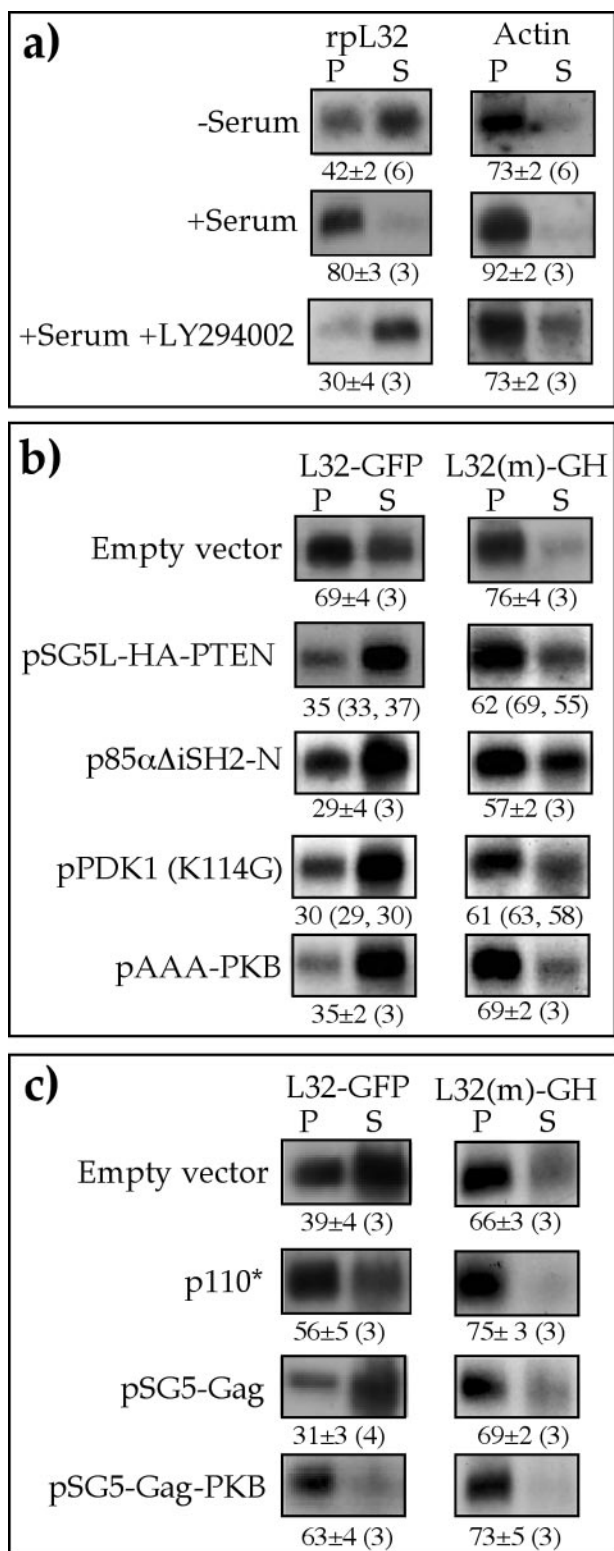 a)
rpL32 Actin
P S P S
-Serum
42±2 (6) 73±2 (6)
+Serum
80±3 (3) 92±2 (3)
+Serum +LY294002
30±4 (3) 73±2 (3)
b)
L32-GFP L32(m)-GH
P S P S
Empty vector
69±4 (3) 76±4 (3)
pSG5L-HA-PTEN
35 (33, 37) 62 (69, 55)
p85αΔiSH2-N
29±4 (3) 57±2 (3)
pPDK1 (K114G)
30 (29, 30) 61 (63, 58)
pAAA-PKB
35±2 (3) 69±2 (3)
c)
L32-GFP L32(m)-GH
P S P S
Empty vector
39±4 (3) 66±3 (3)
p110*
56±5 (3) 75± 3 (3)
pSG5-Gag
31±3 (4) 69±2 (3)
pSG5-Gag-PKB
63±4 (3) 73±5 (3)